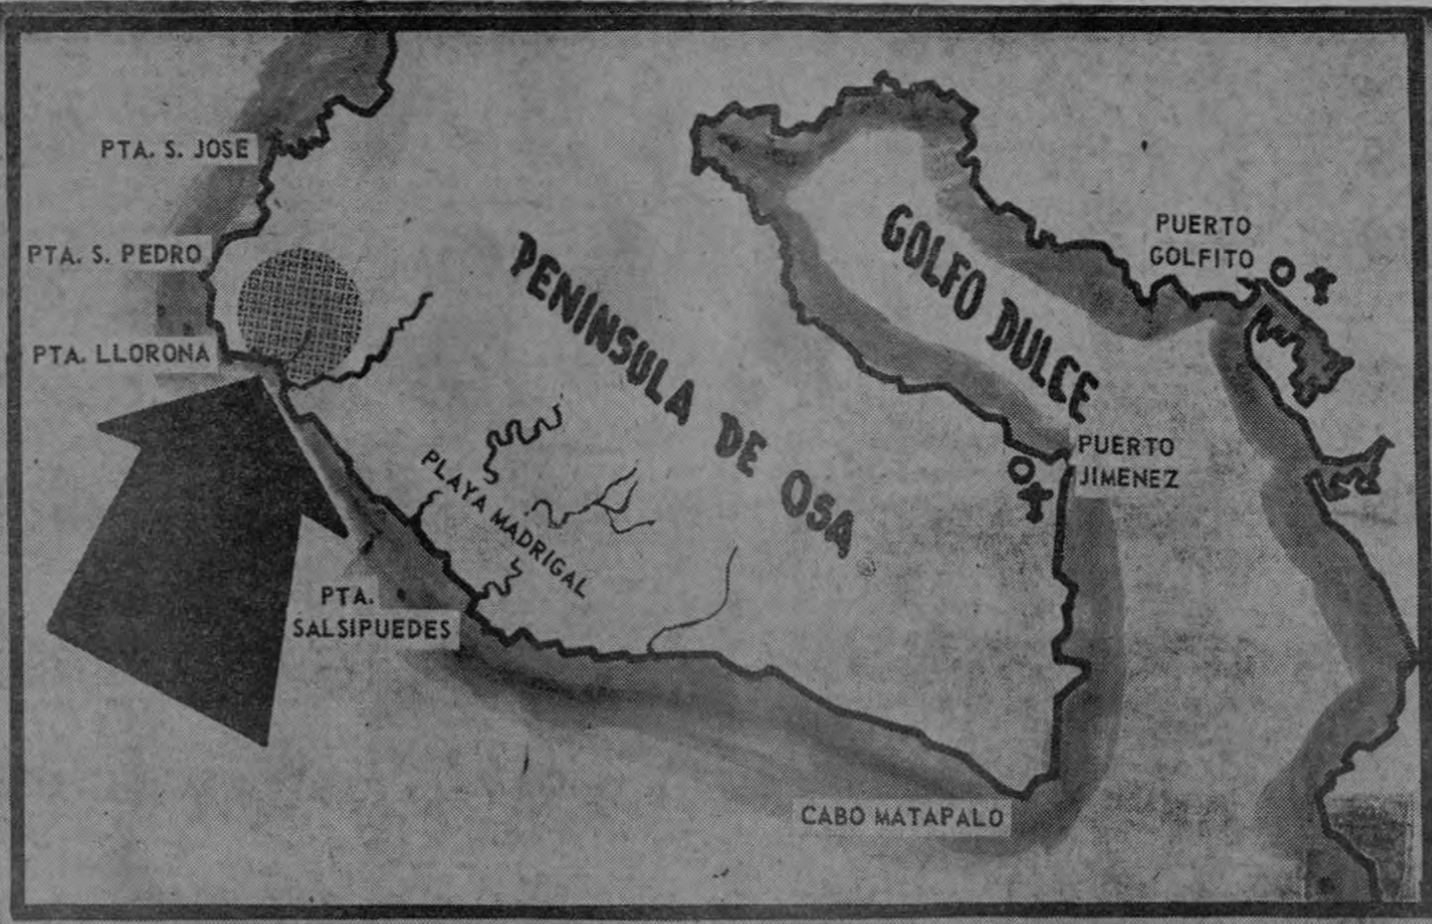 PTA. S. JOSE
PTA. S. PEDRO
PTA. LLORONA
PENÍNSULA DE OSA
GOLFO DULCE
PUERTO
GOLFITO
PUERTO
JIMENEZ
PLAYA MADRIGAL
PTA.
SALSIPUEDES
CABO MATAPALO